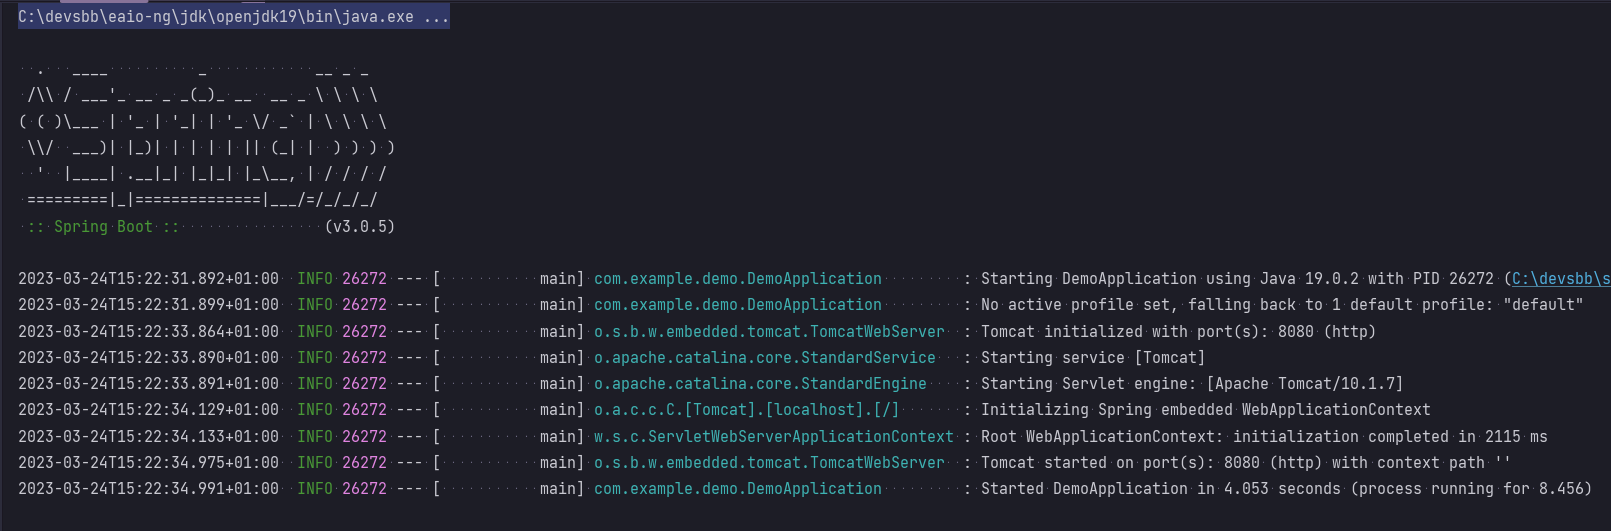 C:\devsbb\eaio-ng\jdk\openjdk19\bin\java.exe ...
  .   ____          _            __ _ _
 /\\ / ___'_ __ _ _(_)_ __  __ _ \ \ \ \
( ( )\___ | '_ | '_| | '_ \/ _` | \ \ \ \
 \\/  ___)| |_)| | | | | || (_| |  ) ) ) )
  '  |____| .__|_| |_|_| |_\__, | / / / /
 =========|_|==============|___/=/_/_/_/
 :: Spring Boot ::                (v3.0.5)
2023-03-24T15:22:31.892+01:00  INFO 26272 --- [           main] com.example.demo.DemoApplication         : Starting DemoApplication using Java 19.0.2 with PID 26272 (C:\devsbb\s
2023-03-24T15:22:31.899+01:00  INFO 26272 --- [           main] com.example.demo.DemoApplication         : No active profile set, falling back to 1 default profile: "default"
2023-03-24T15:22:33.864+01:00  INFO 26272 --- [           main] o.s.b.w.embedded.tomcat.TomcatWebServer  : Tomcat initialized with port(s): 8080 (http)
2023-03-24T15:22:33.890+01:00  INFO 26272 --- [           main] o.apache.catalina.core.StandardService   : Starting service [Tomcat]
2023-03-24T15:22:33.891+01:00  INFO 26272 --- [           main] o.apache.catalina.core.StandardEngine    : Starting Servlet engine: [Apache Tomcat/10.1.7]
2023-03-24T15:22:34.129+01:00  INFO 26272 --- [           main] o.a.c.c.C.[Tomcat].[localhost].[/]       : Initializing Spring embedded WebApplicationContext
2023-03-24T15:22:34.133+01:00  INFO 26272 --- [           main] w.s.c.ServletWebServerApplicationContext : Root WebApplicationContext: initialization completed in 2115 ms
2023-03-24T15:22:34.975+01:00  INFO 26272 --- [           main] o.s.b.w.embedded.tomcat.TomcatWebServer  : Tomcat started on port(s): 8080 (http) with context path ''
2023-03-24T15:22:34.991+01:00  INFO 26272 --- [           main] com.example.demo.DemoApplication         : Started DemoApplication in 4.053 seconds (process running for 8.456)